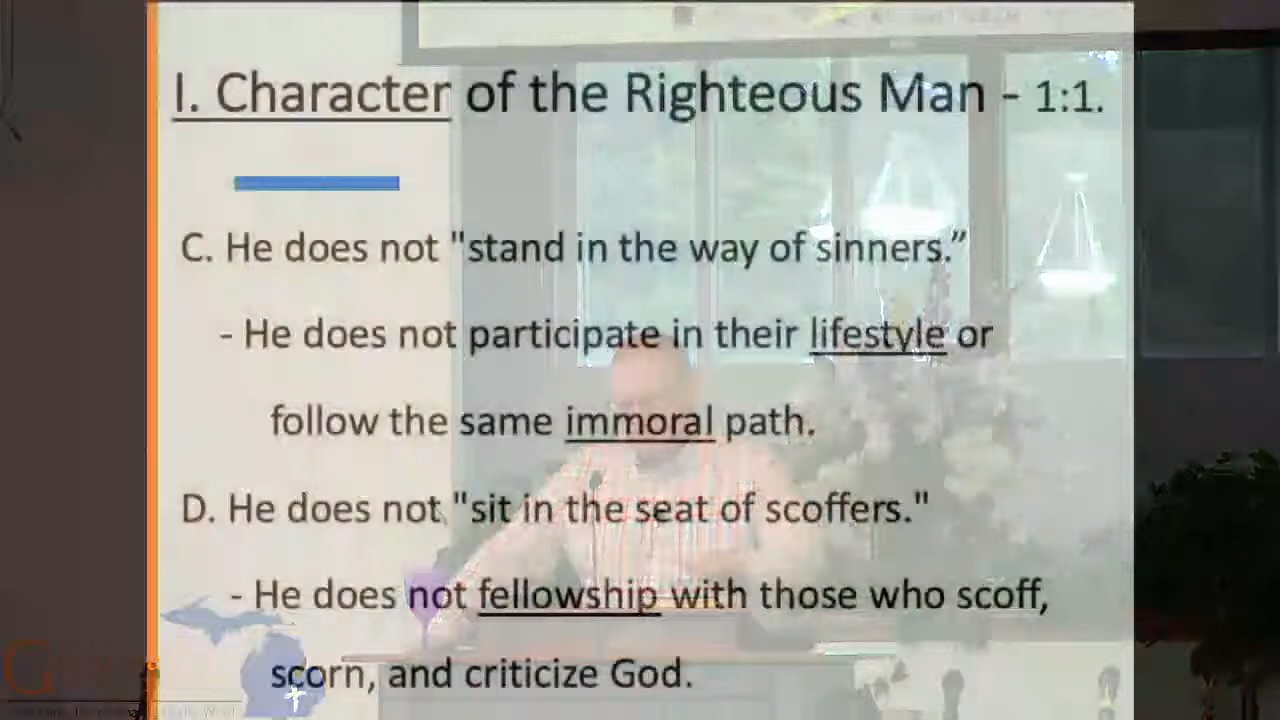 I. Character of the Righteous Man - 1:1.
C. He does not "stand in the way of sinners.”
- He does not participate in their lifestyle or
follow the same immoral path.
D. He does not "sit in the seat of scoffers."
- He does not fellowship with those who scoff,
scorn, and criticize God.